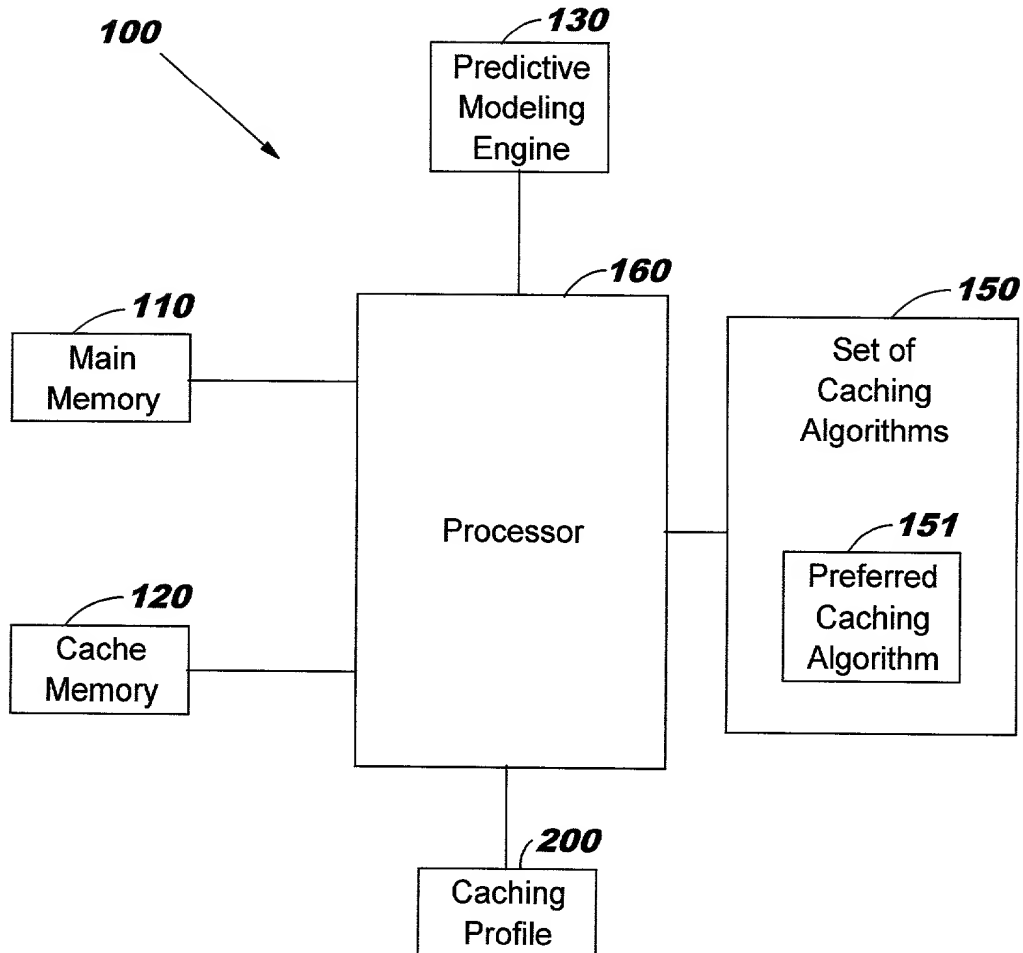 100
130
Predictive
Modeling
Engine
160
150
110
Main
Memory
Set of
Caching
Algorithms
Processor
151
Preferred
Caching
Algorithm
120
Cache
Memory
200
Caching
Profile